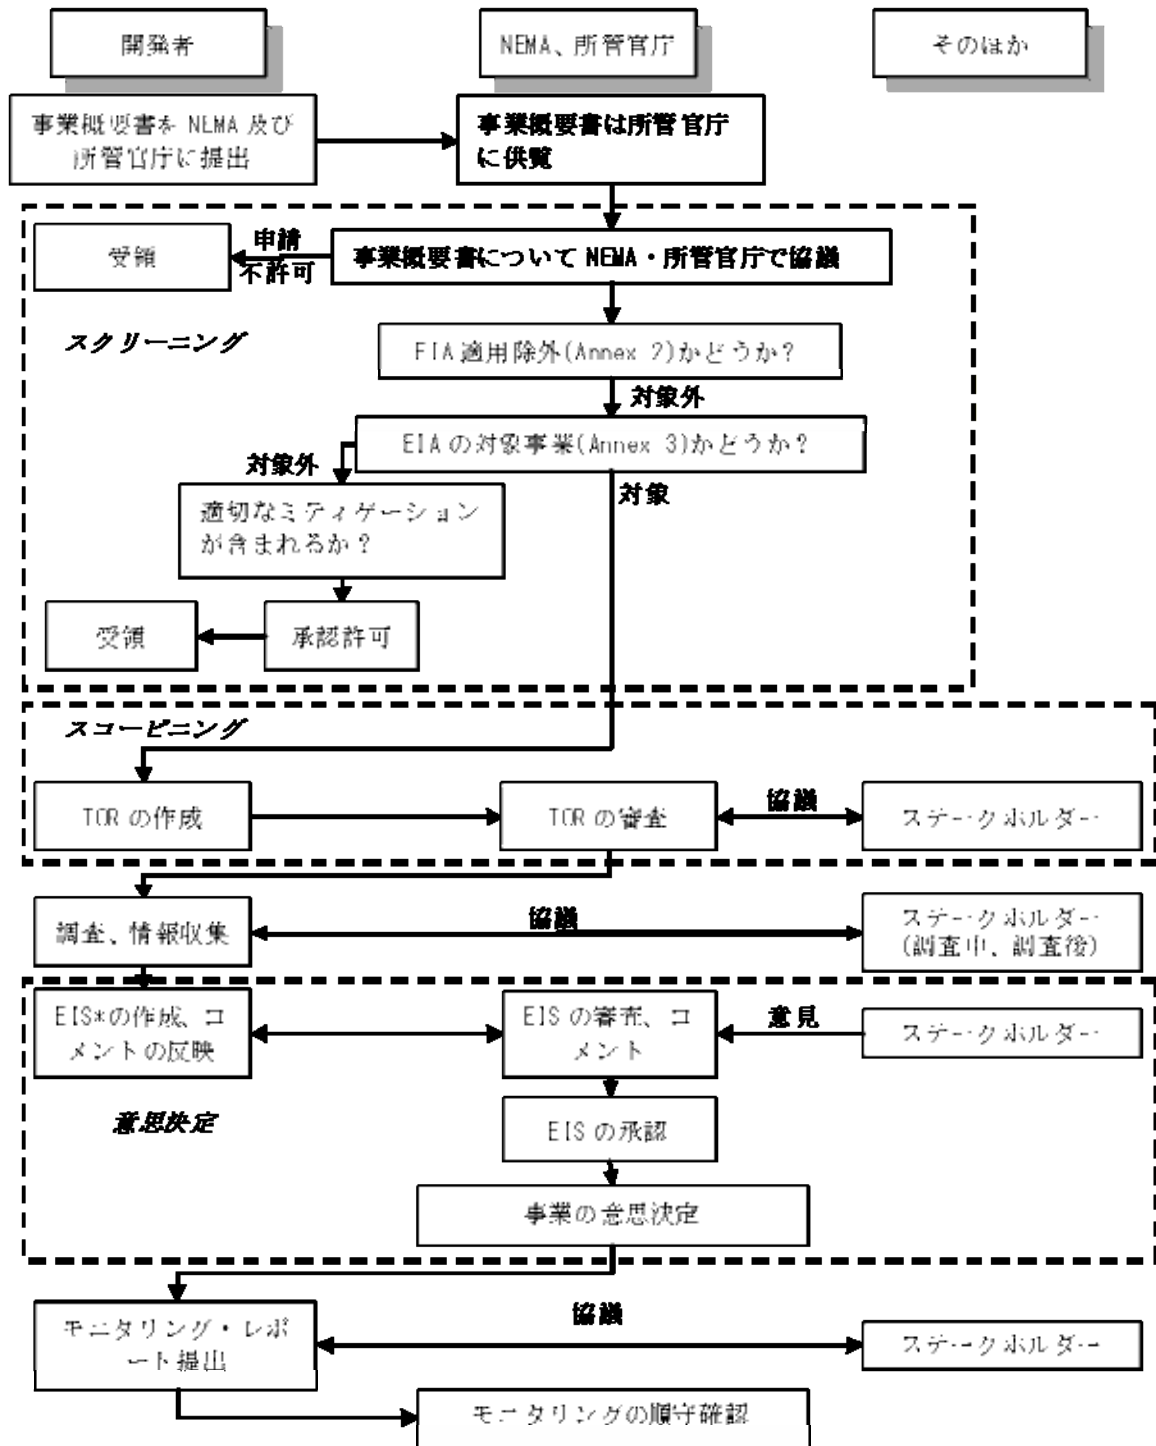 開発者
NEMA、所管官庁
そのほか
事業概要書を NEMA 及び
所管官庁に提出
事業概要書は所管官庁
に供覧
受領
申請
不許可
事業概要書について NEMA・所管官庁で協議
スクリーニング
EIA 適用除外(Annex 2)かどうか?
対象外
EIA の対象事業(Annex 3)かどうか?
対象外
対象
適切なミティゲーション
が含まれるか?
受領
承認許可
スコーピニング
TOR の作成
TOR の審査
協議
ステークホルダー
調査、情報収集
協議
ステークホルダー
(調査中、調査後)
EIS*の作成、コ
メントの反映
EIS の審査、コ
メント
意見
ステークホルダー
意思決定
EIS の承認
事業の意思決定
モニタリング・レポ
ート提出
協議
ステークホルダー
モニタリングの順守確認